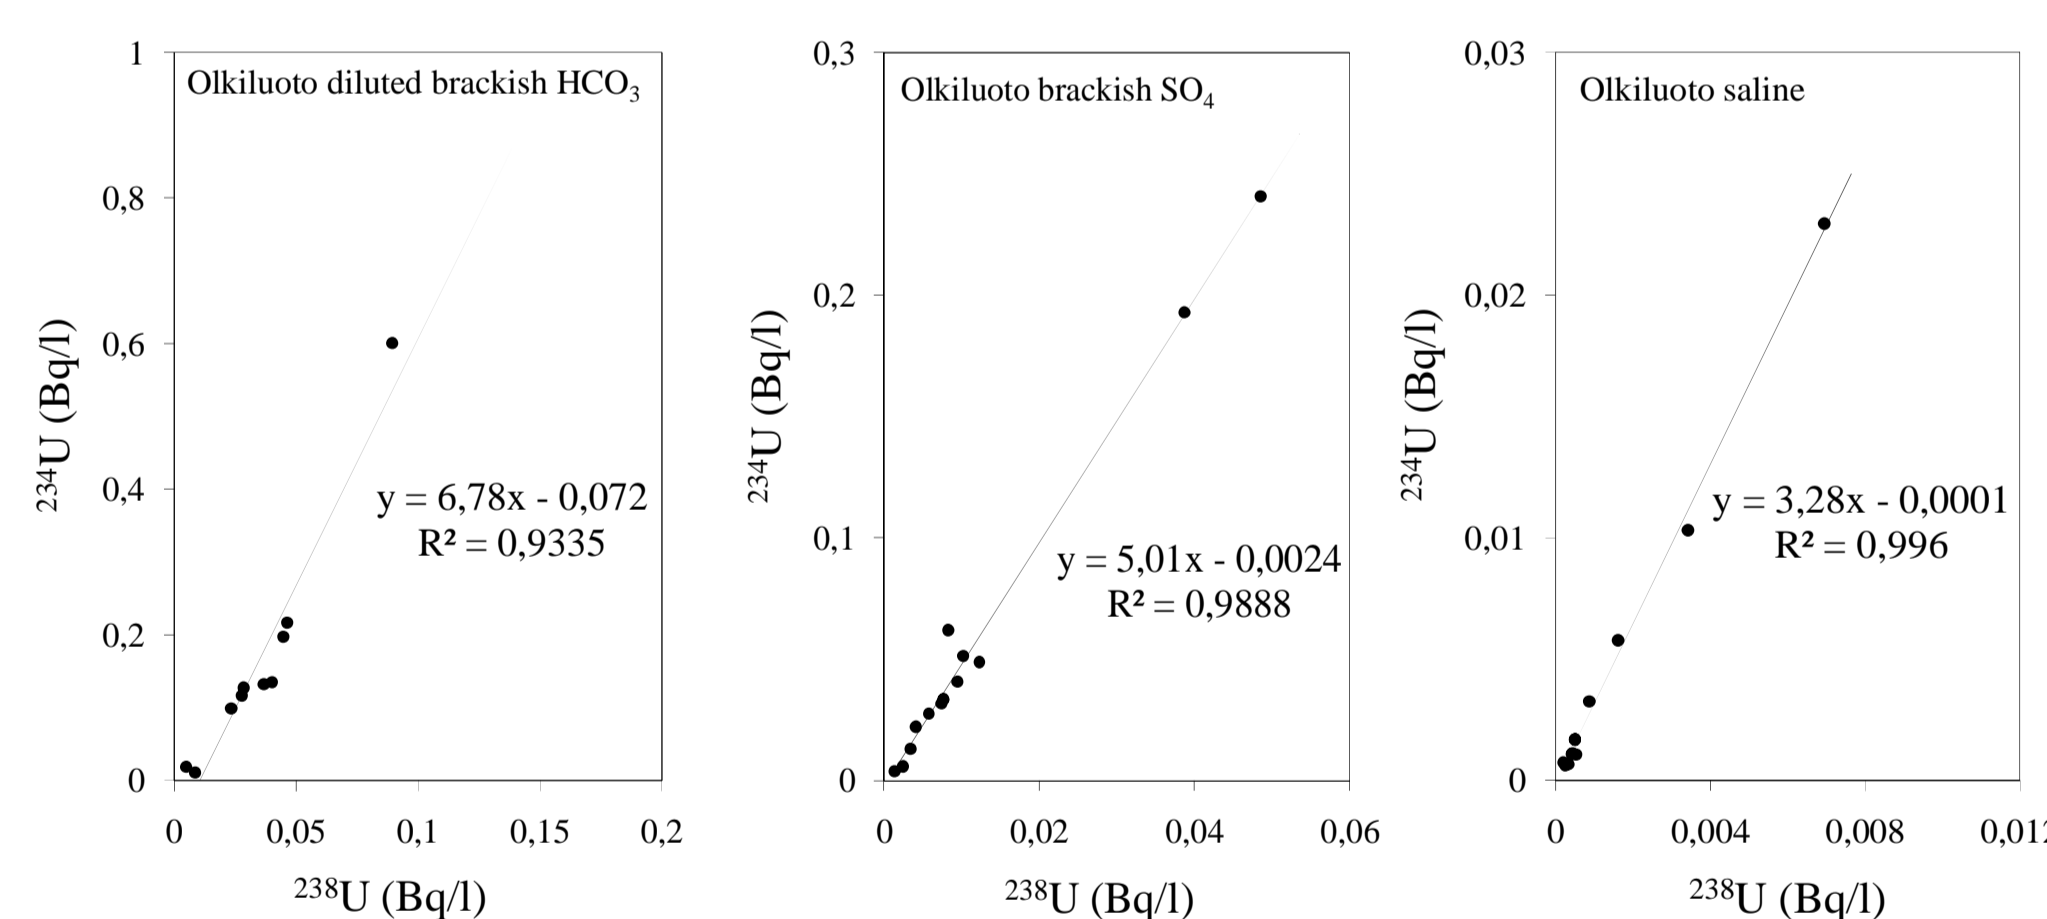 Olkiluoto diluted brackish HCO₃
1
0,8
0,6
0,4
0,2
0
²³⁴U (Bq/l)
y = 6,78x - 0,072
R² = 0,9335
0 0,05 0,1 0,15 0,2
²³⁸U (Bq/l)
Olkiluoto brackish SO₄
0,3
0,2
0,1
0
²³⁴U (Bq/l)
y = 5,01x - 0,0024
R² = 0,9888
0 0,02 0,04 0,06
²³⁸U (Bq/l)
Olkiluoto saline
0,03
0,02
0,01
0
²³⁴U (Bq/l)
y = 3,28x - 0,0001
R² = 0,996
0 0,004 0,008 0,012
²³⁸U (Bq/l)